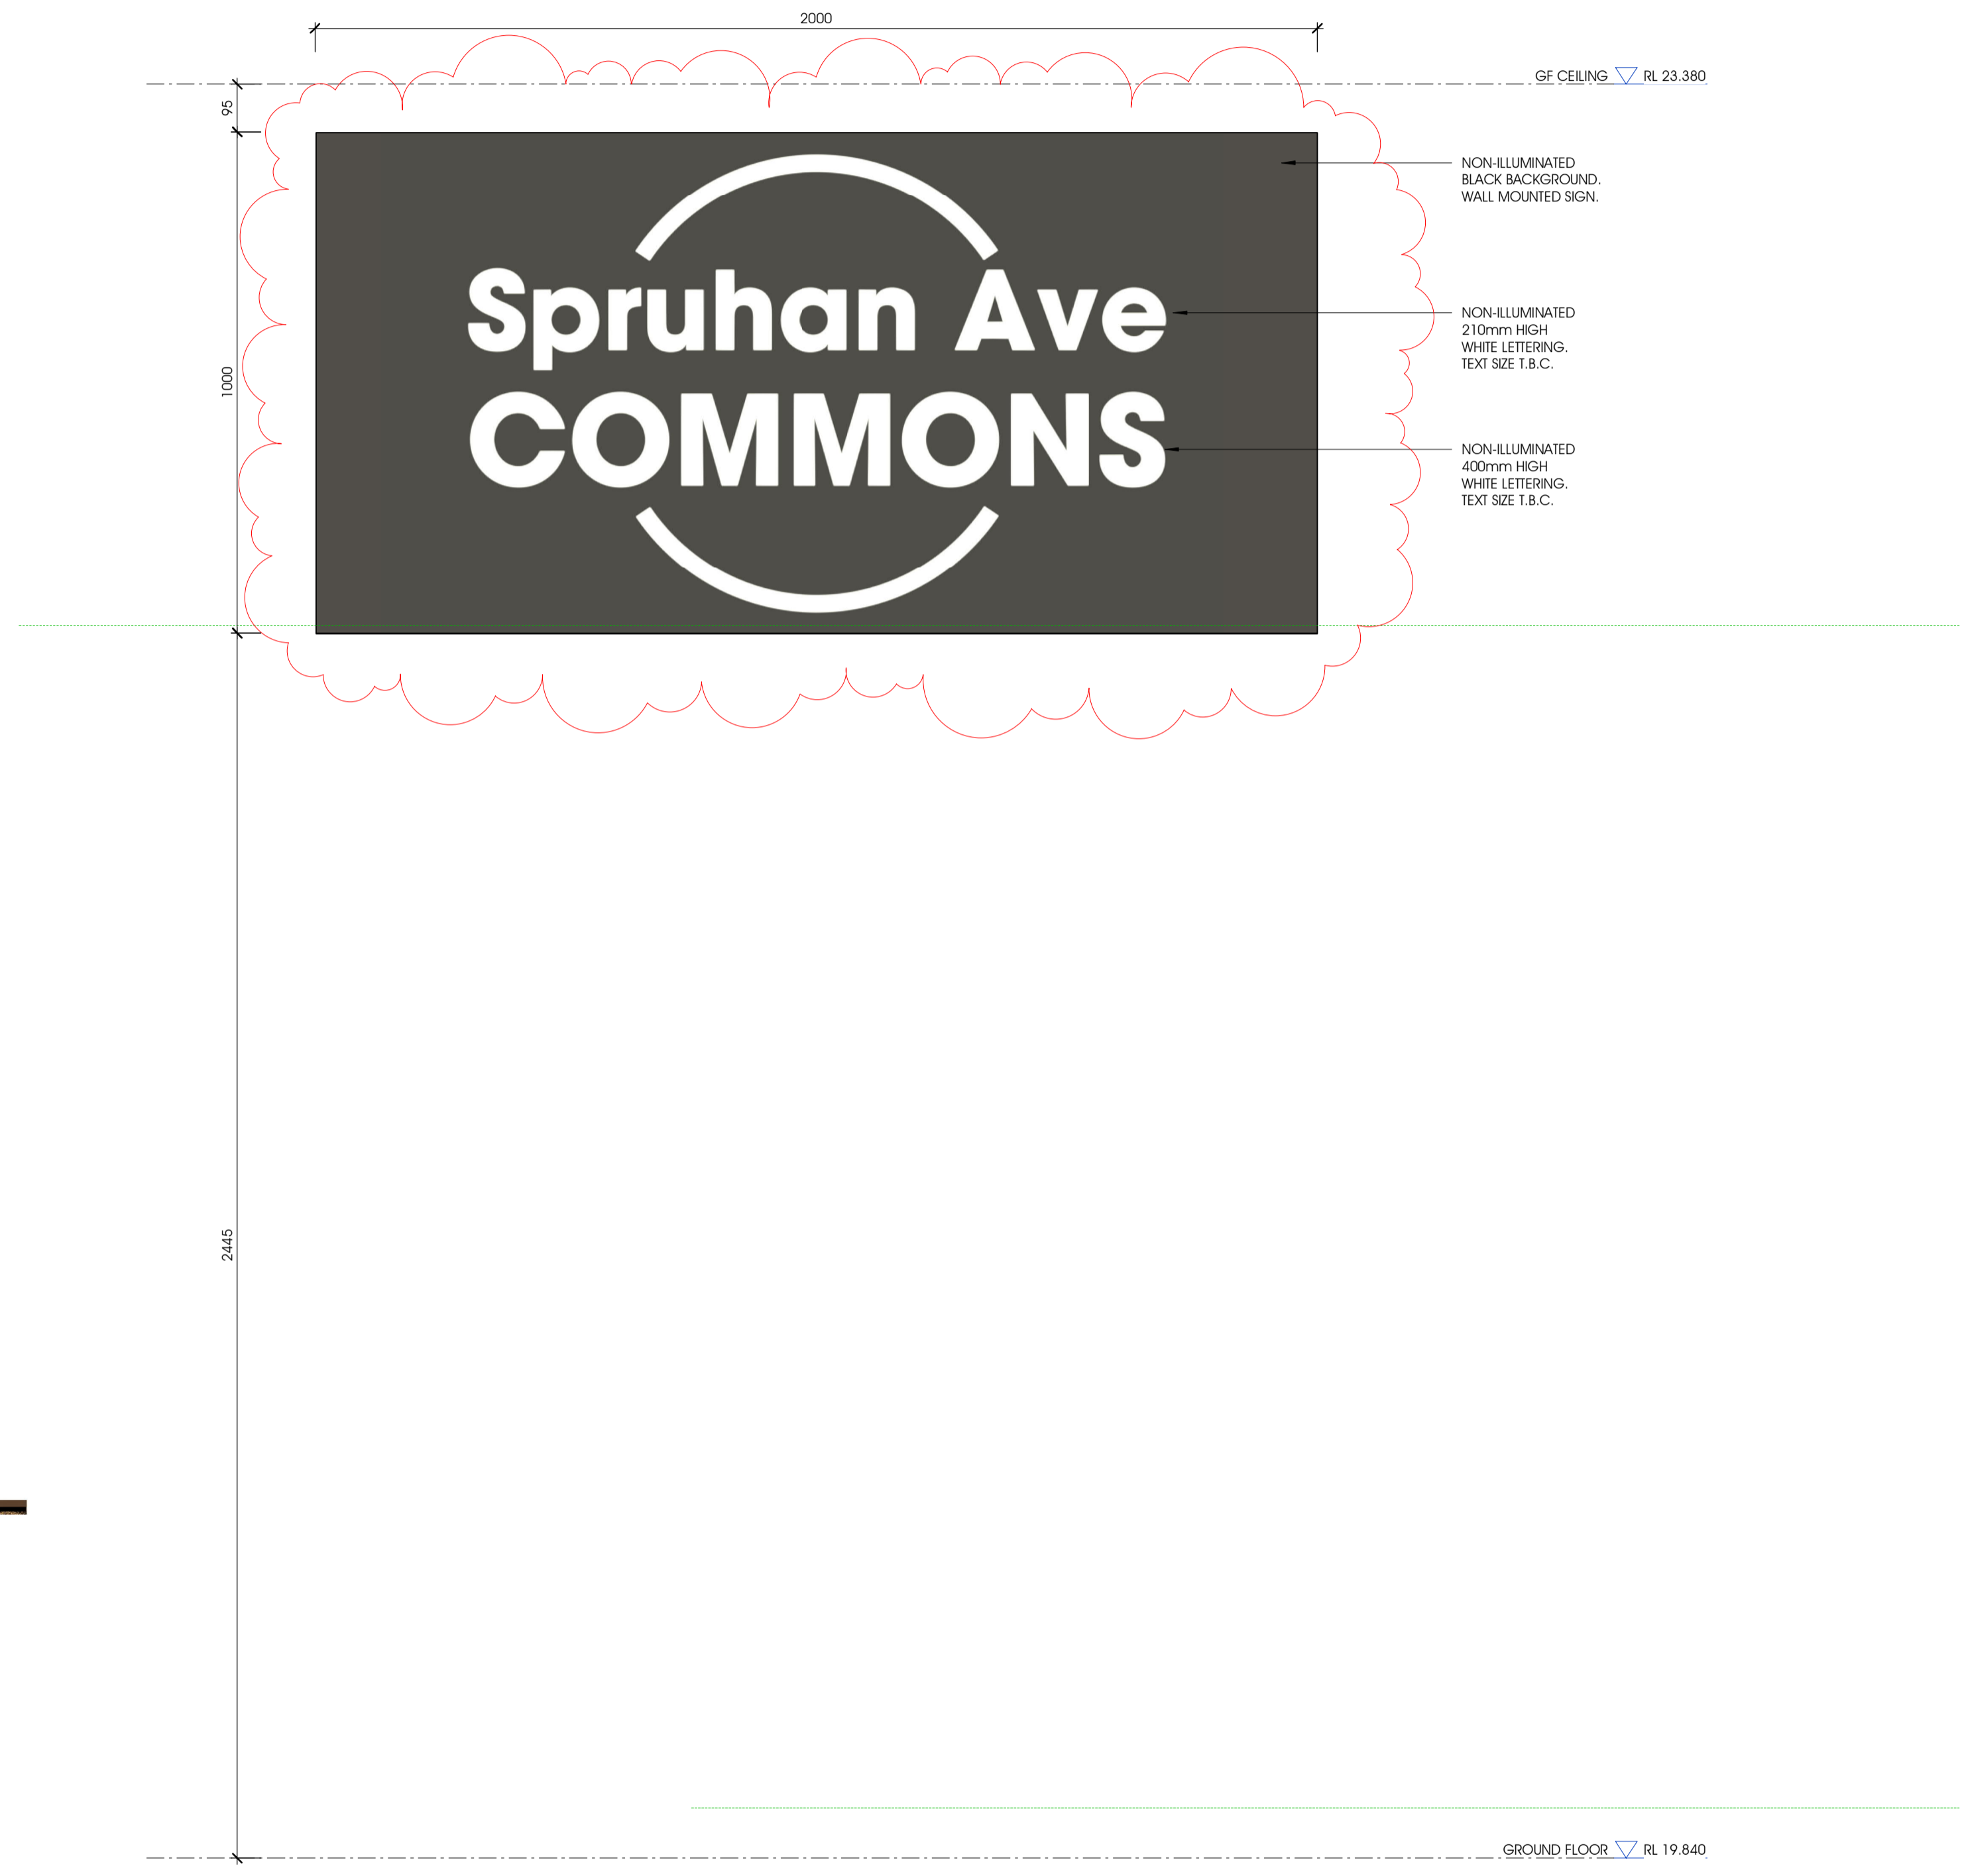 2000
GF CEILING RL 23.380
95
NON-ILLUMINATED
BLACK BACKGROUND.
WALL MOUNTED SIGN.
Spruhan Ave
COMMONS
NON-ILLUMINATED
210mm HIGH
WHITE LETTERING.
TEXT SIZE T.B.C.
1000
NON-ILLUMINATED
400mm HIGH
WHITE LETTERING.
TEXT SIZE T.B.C.
2445
GROUND FLOOR RL 19.840